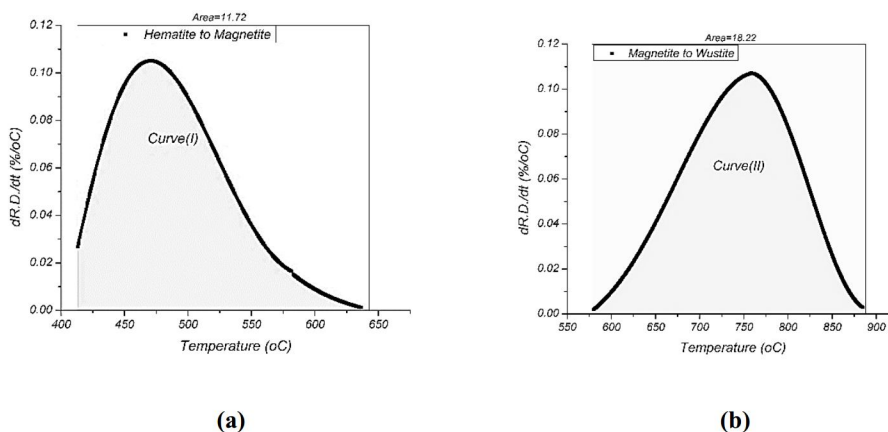 Area=11.72
Hematite to Magnetite
Curve(I)
dR.D./dt (%/oC)
0.12
0.10
0.08
0.06
0.04
0.02
0.00
400 450 500 550 600 650
Temperature (oC)
(a)
Area=18.22
Magnetite to Wustite
Curve(II)
dR.D./dt (%/oC)
0.12
0.10
0.08
0.06
0.04
0.02
0.00
550 600 650 700 750 800 850 900
Temperature (oC)
(b)